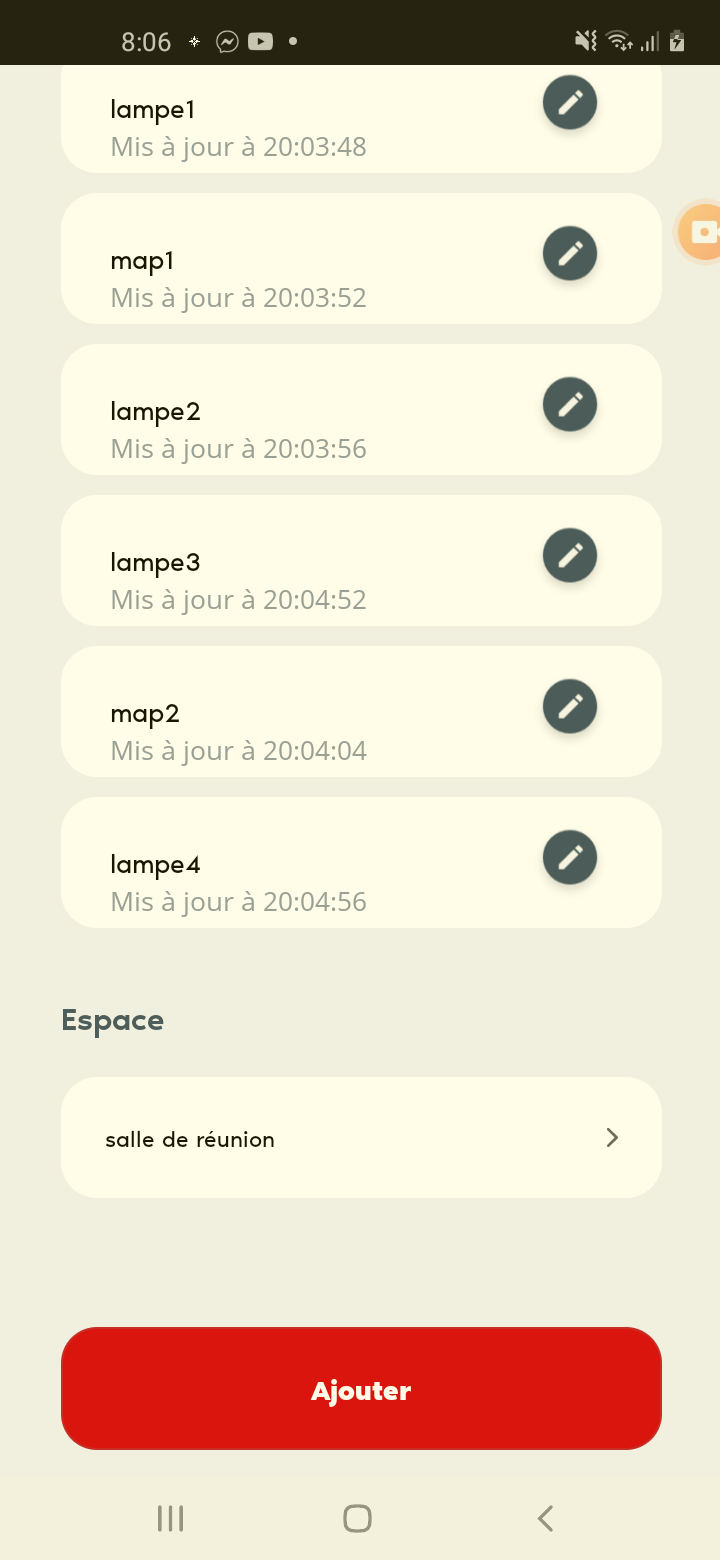 8:06
lampe1
Mis à jour à 20:03:48
map1
Mis à jour à 20:03:52
lampe2
Mis à jour à 20:03:56
lampe3
Mis à jour à 20:04:52
map2
Mis à jour à 20:04:04
lampe4
Mis à jour à 20:04:56
Espace
salle de réunion
Ajouter